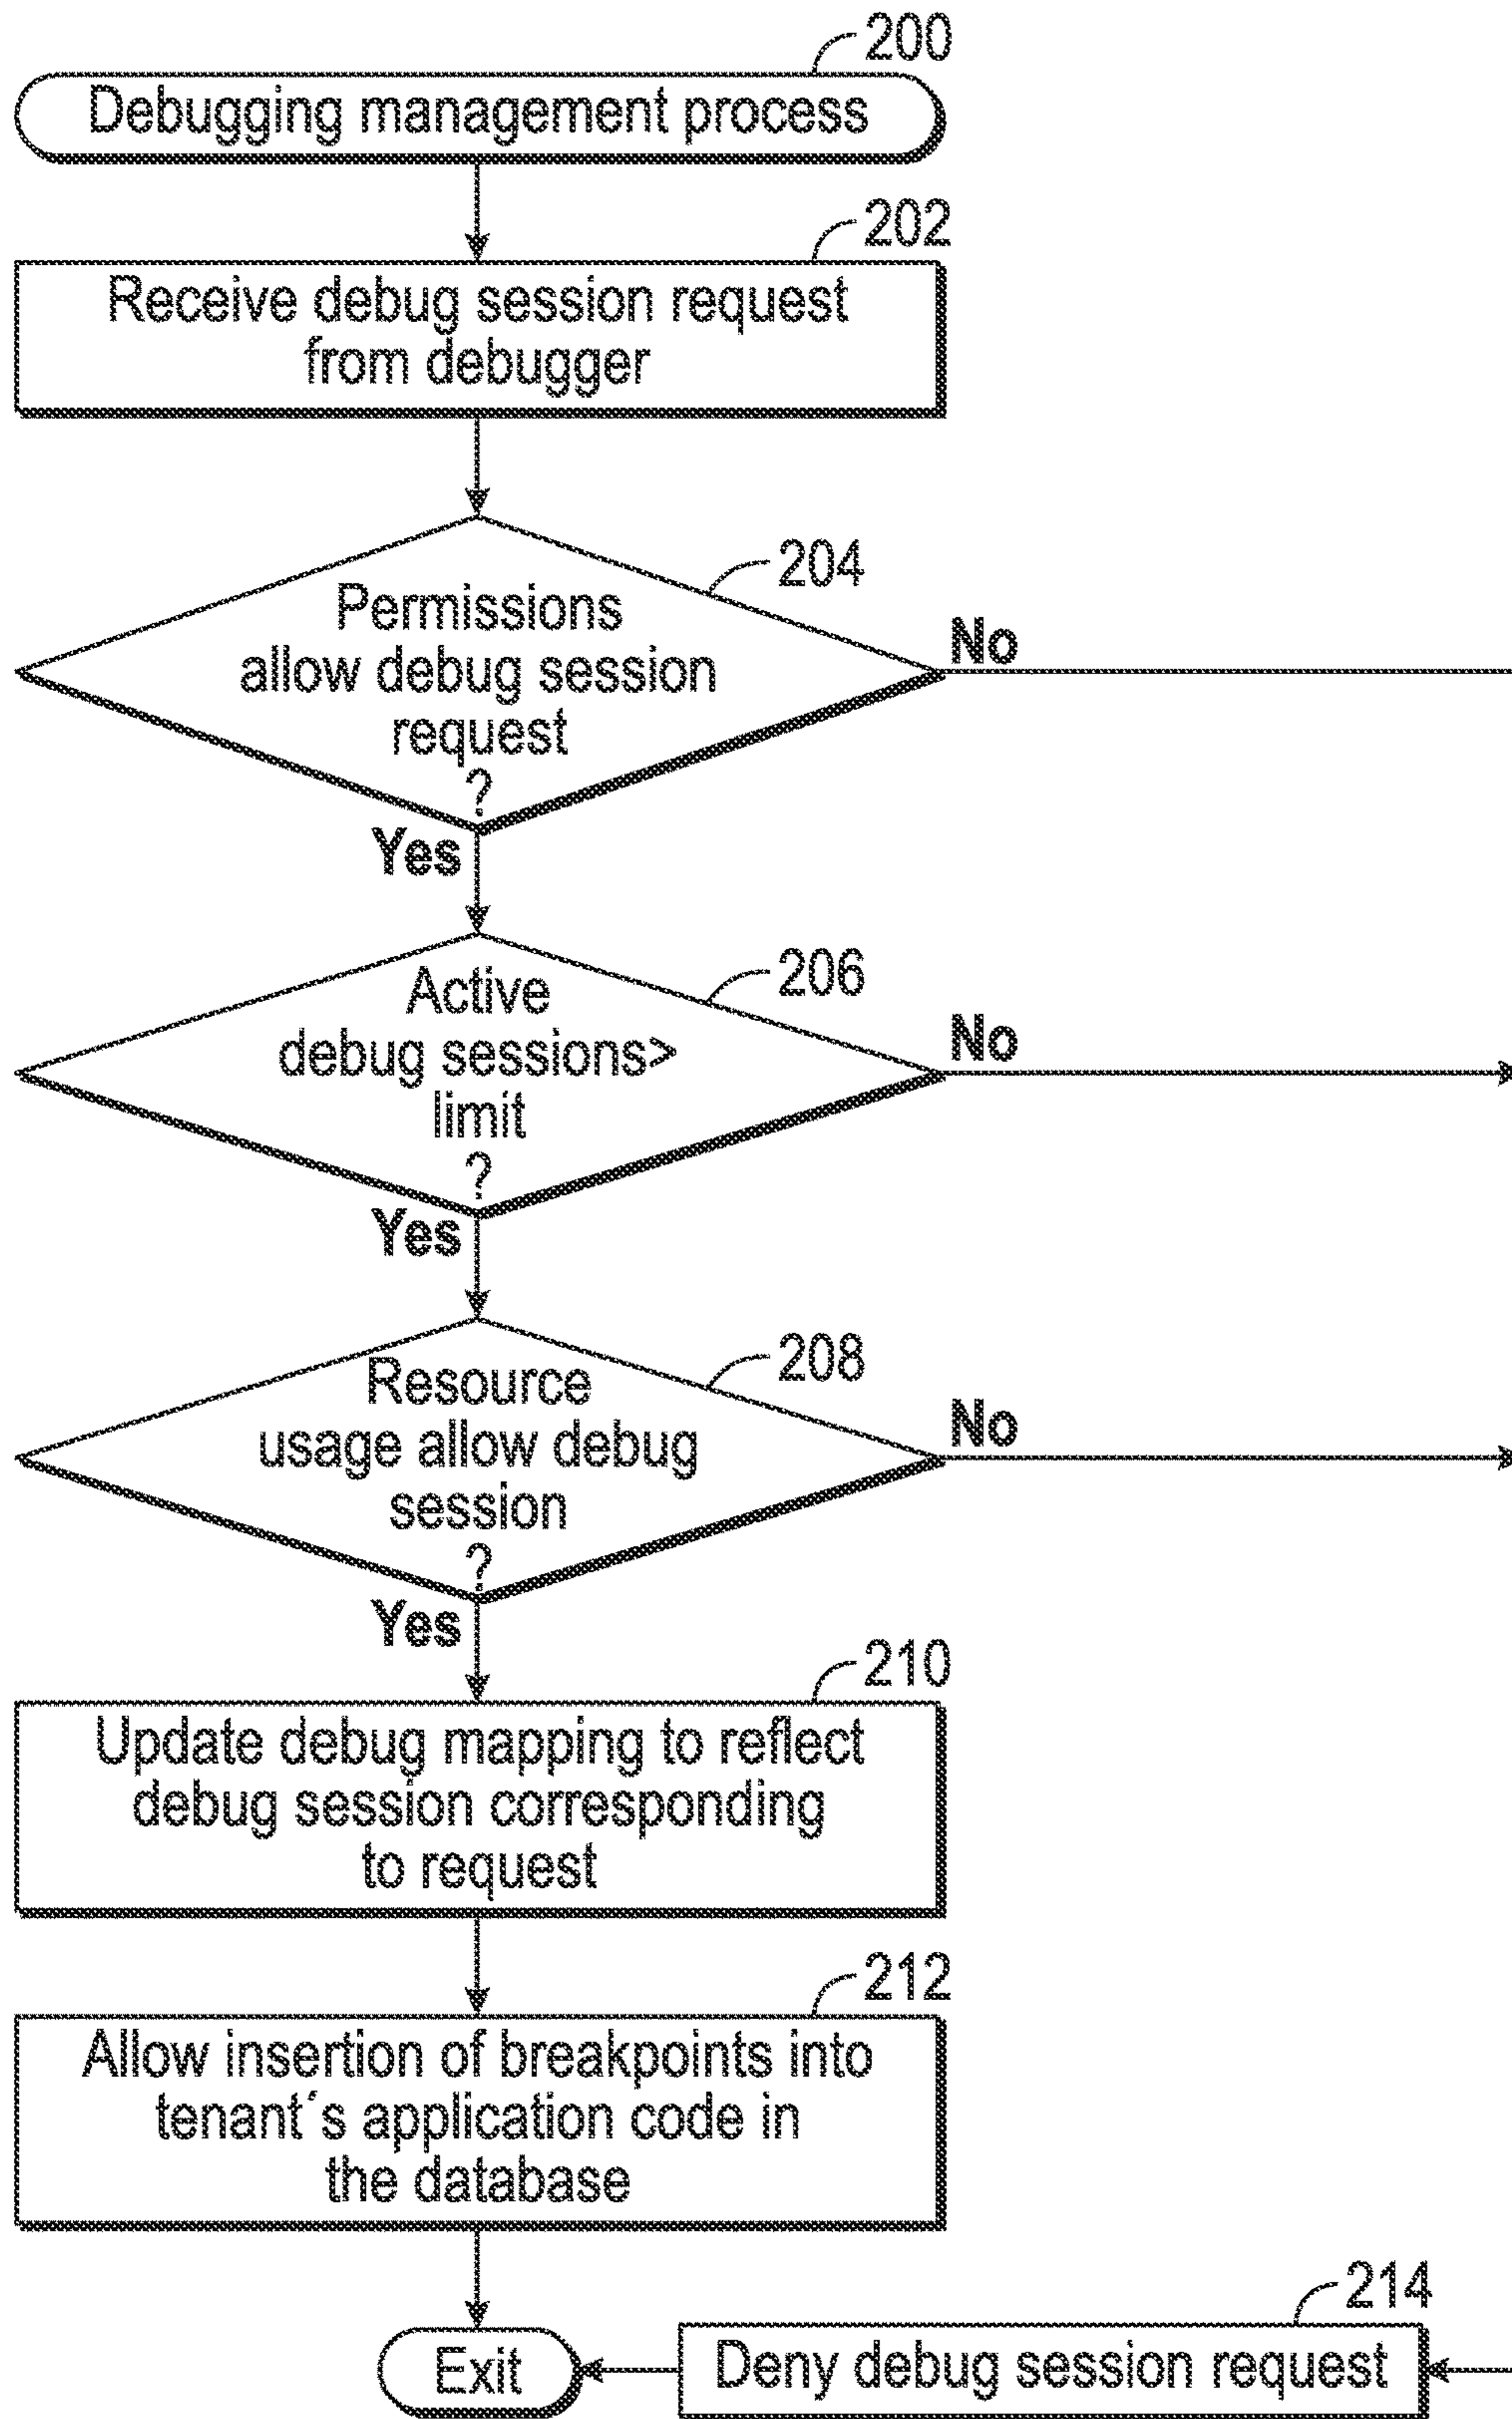 200
Debugging management process
202
Receive debug session request
from debugger
204
Permissions
allow debug session
request
?
No
Yes
206
Active
debug sessions>
limit
?
No
Yes
208
Resource
usage allow debug
session
?
No
Yes
210
Update debug mapping to reflect
debug session corresponding
to request
212
Allow insertion of breakpoints into
tenant´s application code in
the database
214
Exit
Deny debug session request